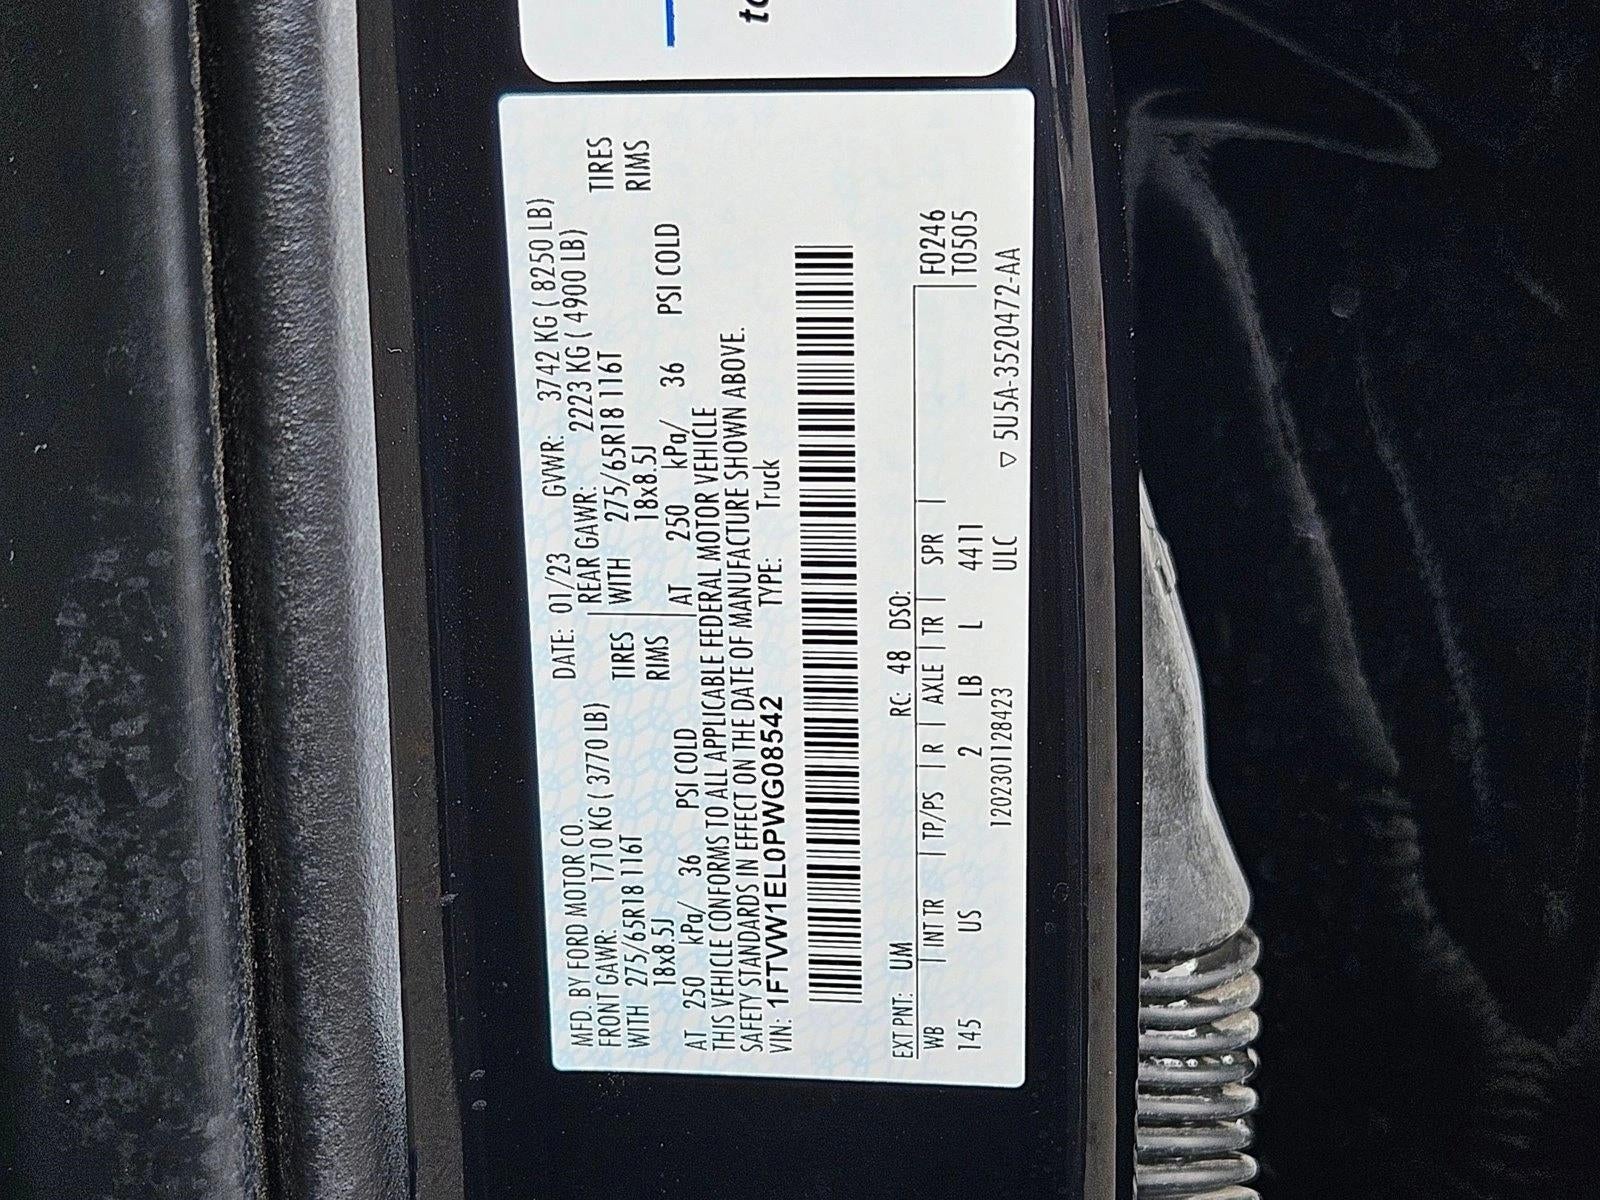 to
MFD. BY FORD MOTOR CO. DATE: 01/23 GVWR: 3742 KG ( 8250 LB)
FRONT GAWR: 1710 KG ( 3770 LB) REAR GAWR: 2223 KG ( 4900 LB)
WITH 275/65R18 116T TIRES WITH 275/65R18 116T TIRES
18x8.5J RIMS 18x8.5J RIMS
AT 250 kPa/ 36 PSI COLD AT 250 kPa/ 36 PSI COLD
THIS VEHICLE CONFORMS TO ALL APPLICABLE FEDERAL MOTOR VEHICLE
SAFETY STANDARDS IN EFFECT ON THE DATE OF MANUFACTURE SHOWN ABOVE.
VIN: 1FTVW1EL0PWG08542 TYPE: Truck
EXT PNT: UM RC: 48 DSO:
WB | INT TR | TP/PS | R | AXLE | TR | SPR | F0246
145 US 2 LB L 4411 T0505
12023011284​23 ULC ▽ 5U5A-3520472-AA